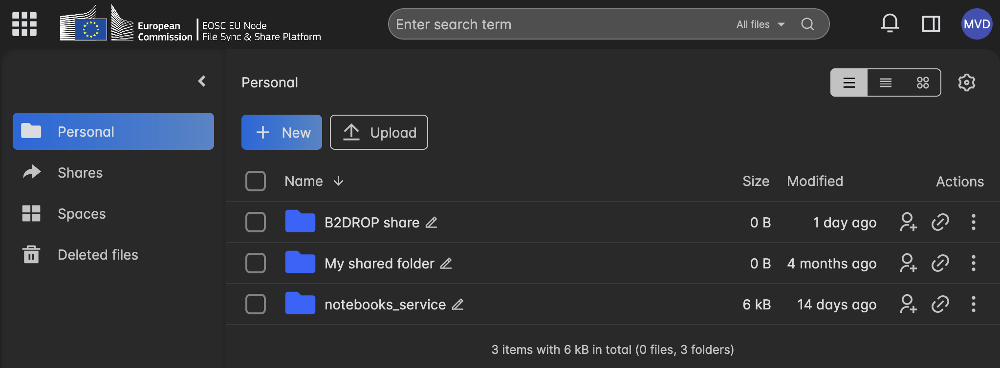 European
Commission
EOSC EU Node
File Sync & Share Platform
Enter search term
All files
MVD
Personal
Shares
Spaces
Deleted files
Personal
New
Upload
Name
Size
Modified
Actions
B2DROP share
0 B
1 day ago
My shared folder
0 B
4 months ago
notebooks_service
6 kB
14 days ago
3 items with 6 kB in total (0 files, 3 folders)